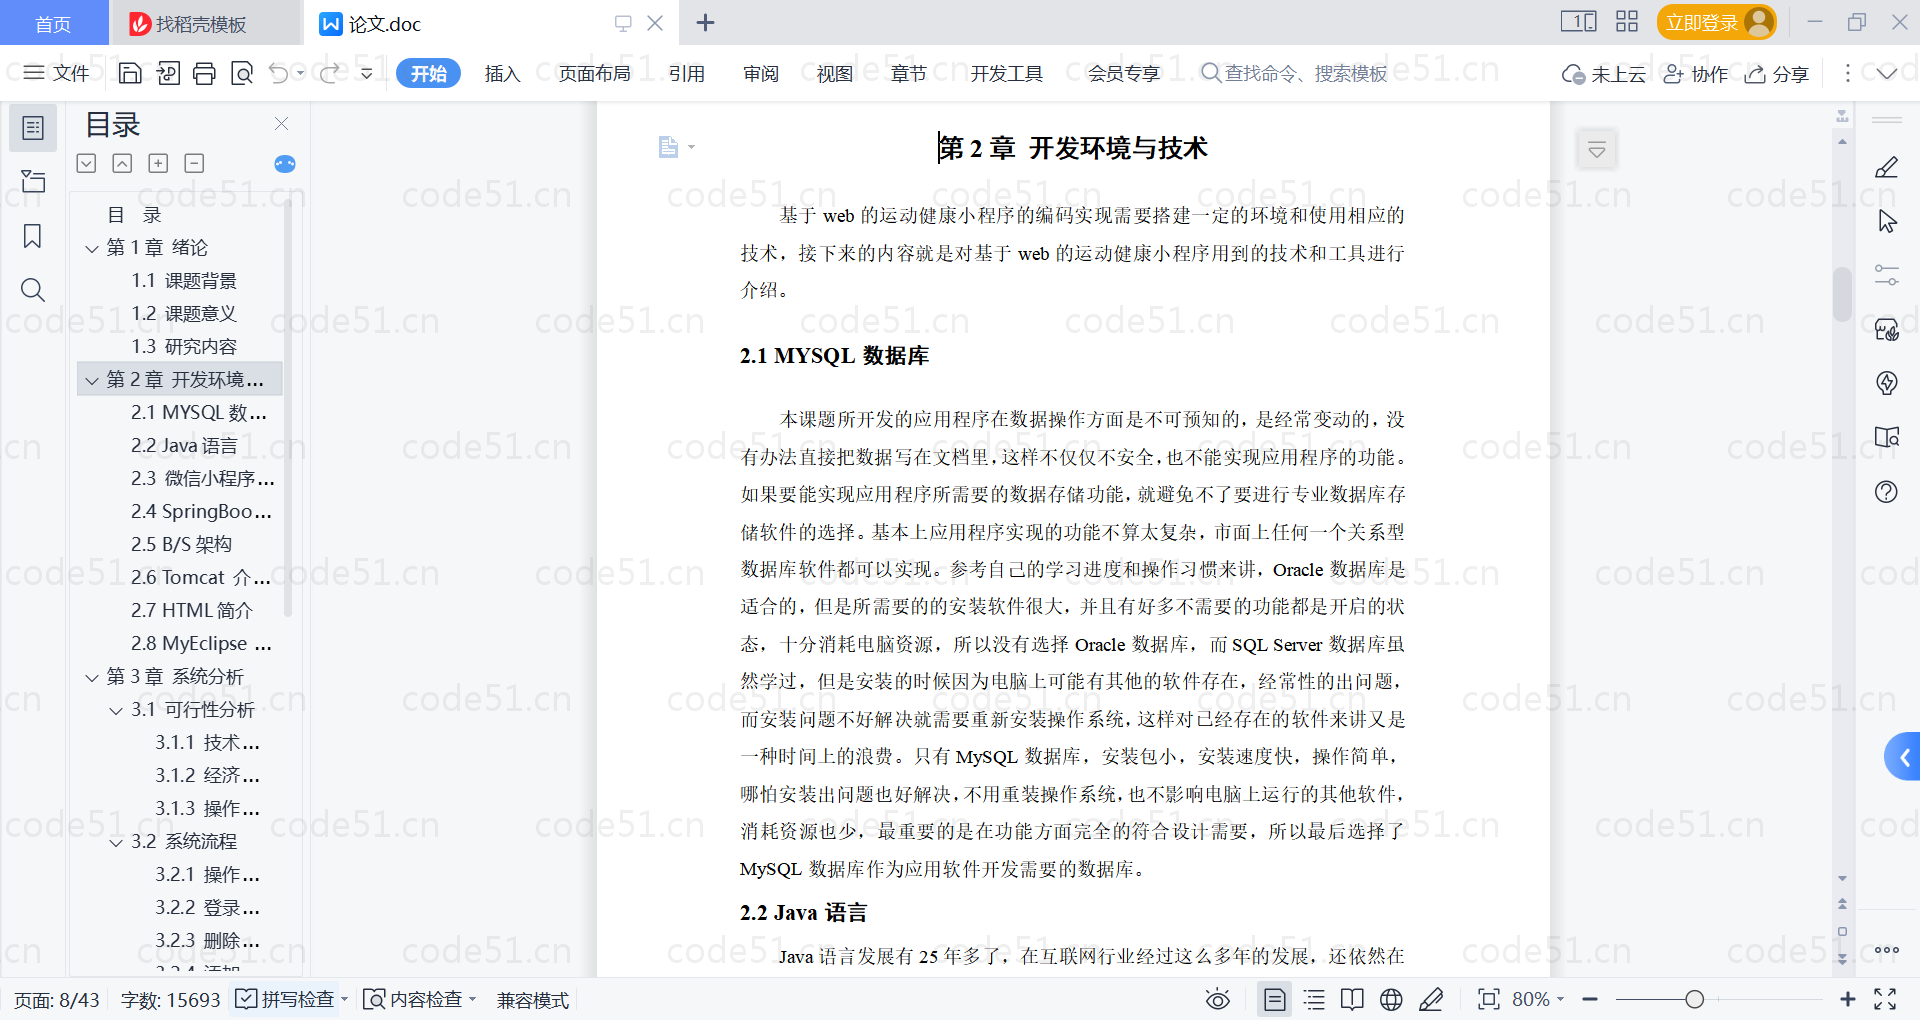 首页 找稻壳模板 论文.doc 立即登录
文件 开始 插入 页面布局 引用 审阅 视图 章节 开发工具 会员专享 查找命令、搜索模板 未上云 协作 分享
目录
目 录
第 1 章 绪论
1.1 课题背景
1.2 课题意义
1.3 研究内容
第 2 章 开发环境...
2.1 MYSQL 数...
2.2 Java 语言
2.3 微信小程序...
2.4 SpringBoo...
2.5 B/S 架构
2.6 Tomcat 介...
2.7 HTML 简介
2.8 MyEclipse ...
第 3 章 系统分析
3.1 可行性分析
3.1.1 技术...
3.1.2 经济...
3.1.3 操作...
3.2 系统流程
3.2.1 操作...
3.2.2 登录...
3.2.3 删除...
3.2.4 添加
第 2 章 开发环境与技术
基于 web 的运动健康小程序的编码实现需要搭建一定的环境和使用相应的
技术，接下来的内容就是对基于 web 的运动健康小程序用到的技术和工具进行
介绍。
2.1 MYSQL 数据库
本课题所开发的应用程序在数据操作方面是不可预知的，是经常变动的，没
有办法直接把数据写在文档里，这样不仅仅不安全，也不能实现应用程序的功能。
如果要能实现应用程序所需要的数据存储功能，就避免不了要进行专业数据库存
储软件的选择。基本上应用程序实现的功能不算太复杂，市面上任何一个关系型
数据库软件都可以实现。参考自己的学习进度和操作习惯来讲，Oracle 数据库是
适合的，但是所需要的的安装软件很大，并且有好多不需要的功能都是开启的状
态，十分消耗电脑资源，所以没有选择 Oracle 数据库，而 SQL Server 数据库虽
然学过，但是安装的时候因为电脑上可能有其他的软件存在，经常性的出问题，
而安装问题不好解决就需要重新安装操作系统，这样对已经存在的软件来讲又是
一种时间上的浪费。只有 MySQL 数据库，安装包小，安装速度快，操作简单，
哪怕安装出问题也好解决，不用重装操作系统，也不影响电脑上运行的其他软件，
消耗资源也少，最重要的是在功能方面完全的符合设计需要，所以最后选择了
MySQL 数据库作为应用软件开发需要的数据库。
2.2 Java 语言
Java 语言发展有 25 年多了，在互联网行业经过这么多年的发展，还依然在
页面: 8/43 字数: 15693 拼写检查 内容检查 兼容模式 80%
code51.cn